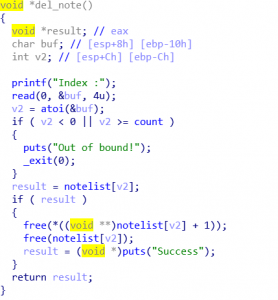 void *del_note()
{
void *result; // eax
char buf; // [esp+8h] [ebp-10h]
int v2; // [esp+Ch] [ebp-Ch]
printf("Index :");
read(0, &buf, 4u);
v2 = atoi(&buf);
if ( v2 < 0 || v2 >= count )
{
puts("Out of bound!");
_exit(0);
}
result = notelist[v2];
if ( result )
{
free(*((void **)notelist[v2] + 1));
free(notelist[v2]);
result = (void *)puts("Success");
}
return result;
}